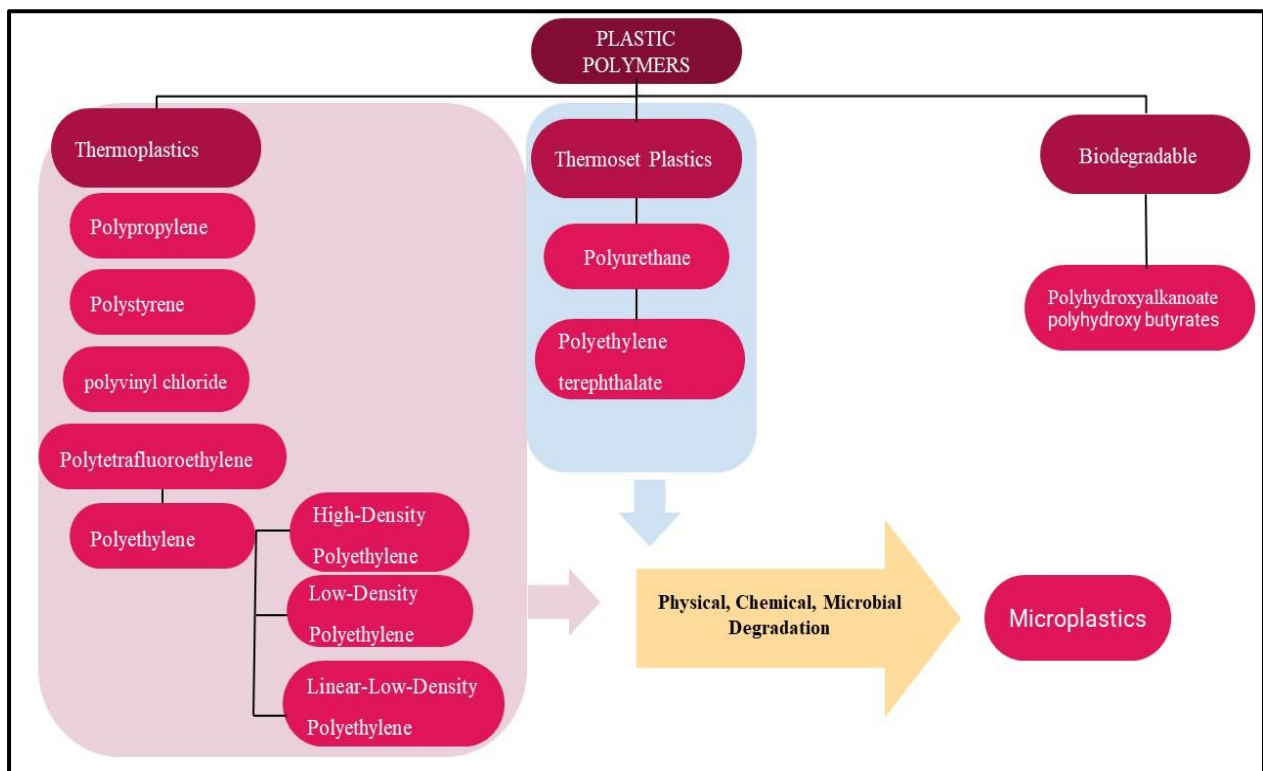 PLASTIC
POLYMERS
Thermoplastics
Polypropylene
Polystyrene
polyvinyl chloride
Polytetrafluoroethylene
Polyethylene
High-Density
Polyethylene
Low-Density
Polyethylene
Linear-Low-Density
Polyethylene
Thermoset Plastics
Polyurethane
Polyethylene
terephthalate
Biodegradable
Polyhydroxyalkanoate
polyhydroxy butyrates
Physical, Chemical, Microbial
Degradation
Microplastics